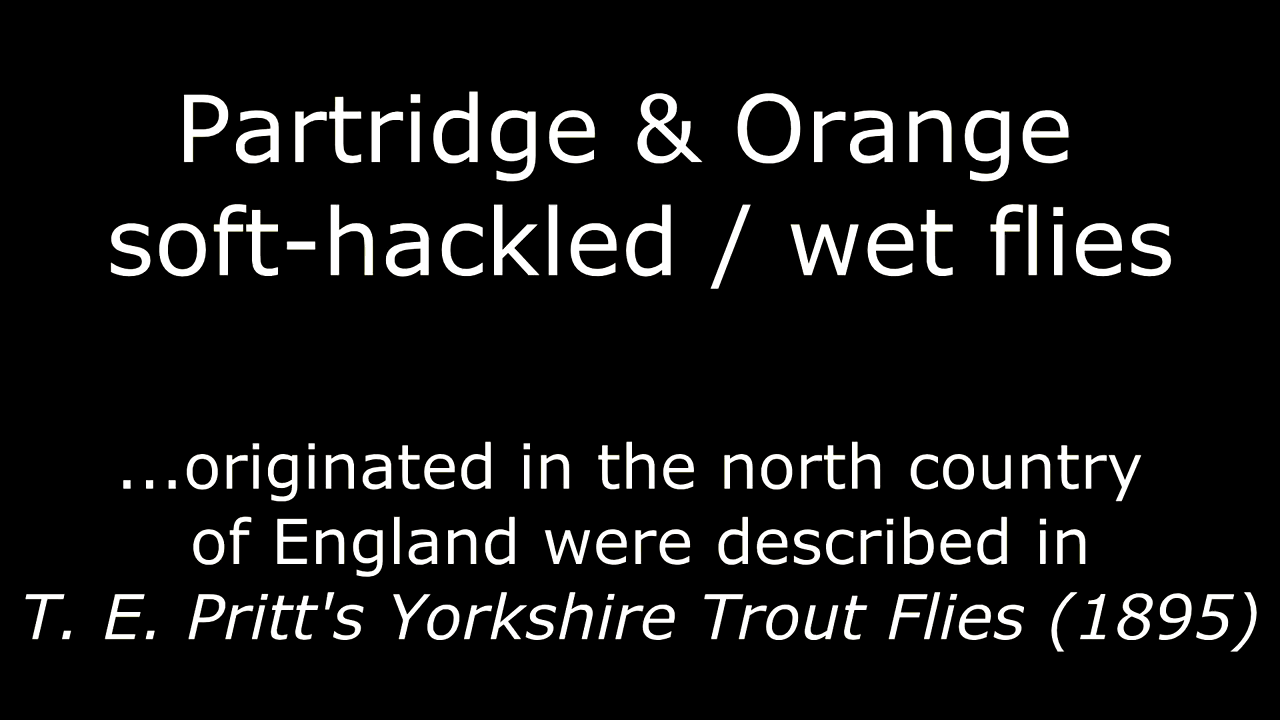 Partridge & Orange
soft-hackled / wet flies
...originated in the north country
of England were described in
T. E. Pritt's Yorkshire Trout Flies (1895)